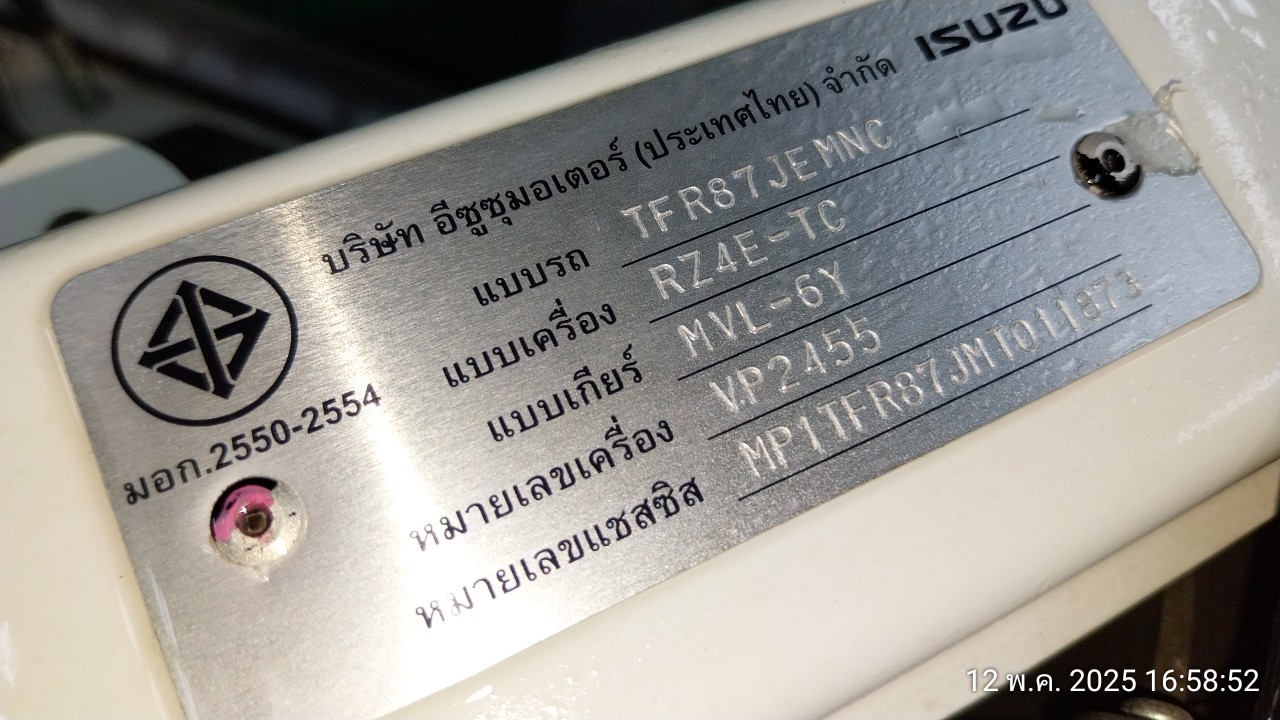 ISUZU
บริษัท อีซูซุมอเตอร์ (ประเทศไทย) จำกัด
แบบรถ TFR87JEMNC
แบบเครื่อง RZ4E-TC
แบบเกียร์ MVL-6Y
หมายเลขเครื่อง VP2455
หมายเลขแชสซิส MP1TFR87JMT011873
มอก.2550-2554
12 พ.ค. 2025 16:58:52